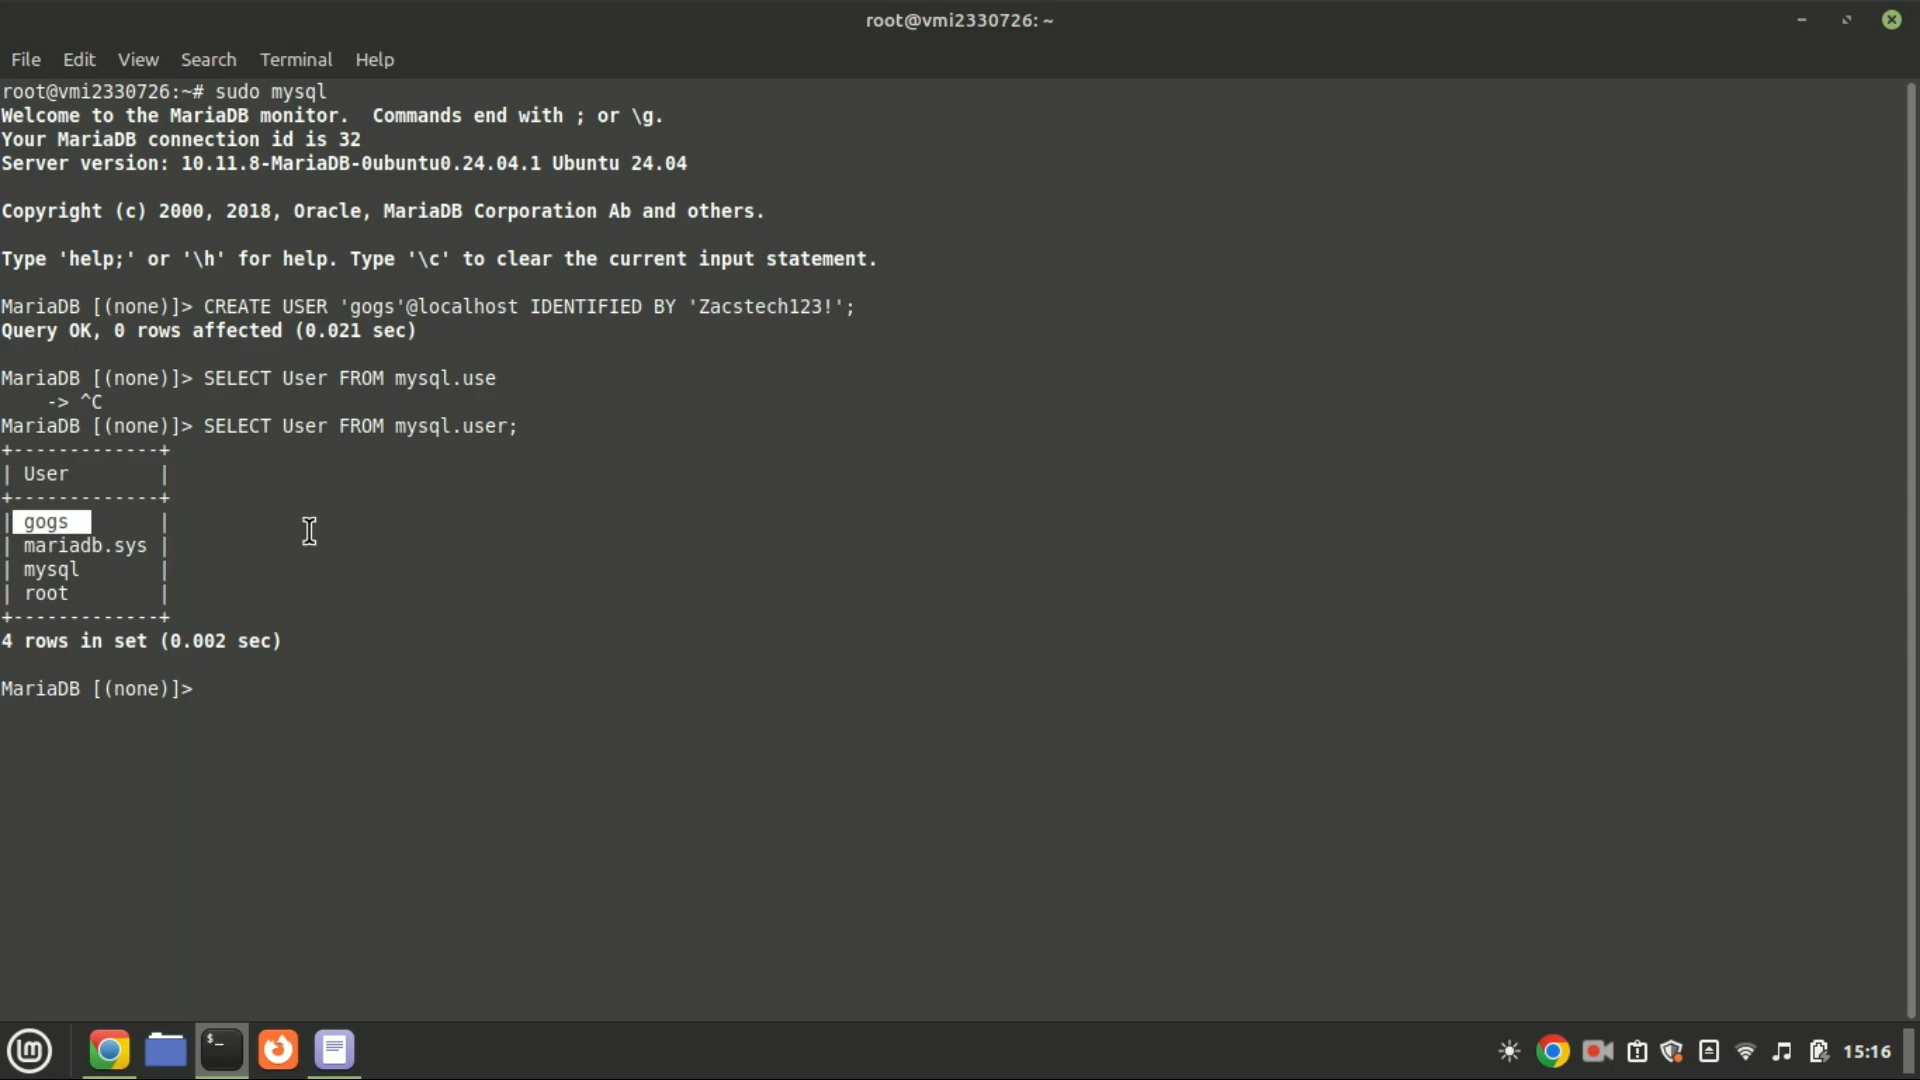 root@vmi2330726: ~
File Edit View Search Terminal Help
root@vmi2330726:~# sudo mysql
Welcome to the MariaDB monitor.  Commands end with ; or \g.
Your MariaDB connection id is 32
Server version: 10.11.8-MariaDB-0ubuntu0.24.04.1 Ubuntu 24.04

Copyright (c) 2000, 2018, Oracle, MariaDB Corporation Ab and others.

Type 'help;' or '\h' for help. Type '\c' to clear the current input statement.

MariaDB [(none)]> CREATE USER 'gogs'@localhost IDENTIFIED BY 'Zacstech123!';
Query OK, 0 rows affected (0.021 sec)

MariaDB [(none)]> SELECT User FROM mysql.use
    -> ^C
MariaDB [(none)]> SELECT User FROM mysql.user;
+-------------+
| User        |
+-------------+
| gogs        |
| mariadb.sys |
| mysql       |
| root        |
+-------------+
4 rows in set (0.002 sec)

MariaDB [(none)]>
$_
15:16